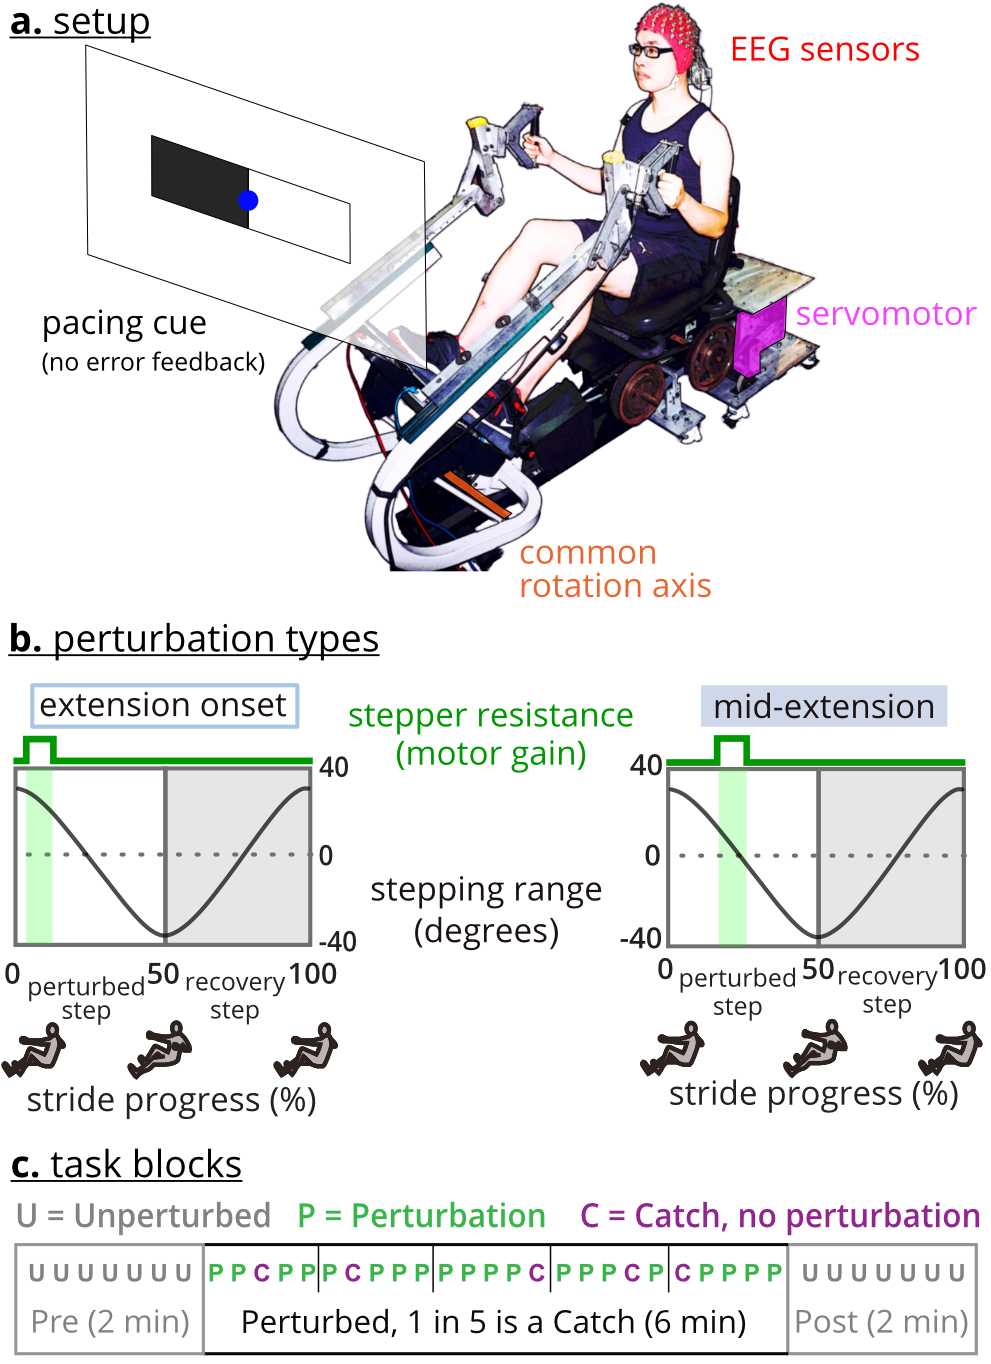 a. setup
EEG sensors
pacing cue
(no error feedback)
servomotor
common
rotation axis
b. perturbation types
extension onset
stepper resistance
(motor gain)
mid-extension
40
0
-40
stepping range
(degrees)
40
0
-40
0 50 100
perturbed
step
recovery
step
stride progress (%)
0 50 100
perturbed
step
recovery
step
stride progress (%)
c. task blocks
U = Unperturbed P = Perturbation C = Catch, no perturbation
U U U U U U U P P C P P P C P P P P P P P C P P P C P C P P P P U U U U U U U
Pre (2 min) Perturbed, 1 in 5 is a Catch (6 min) Post (2 min)